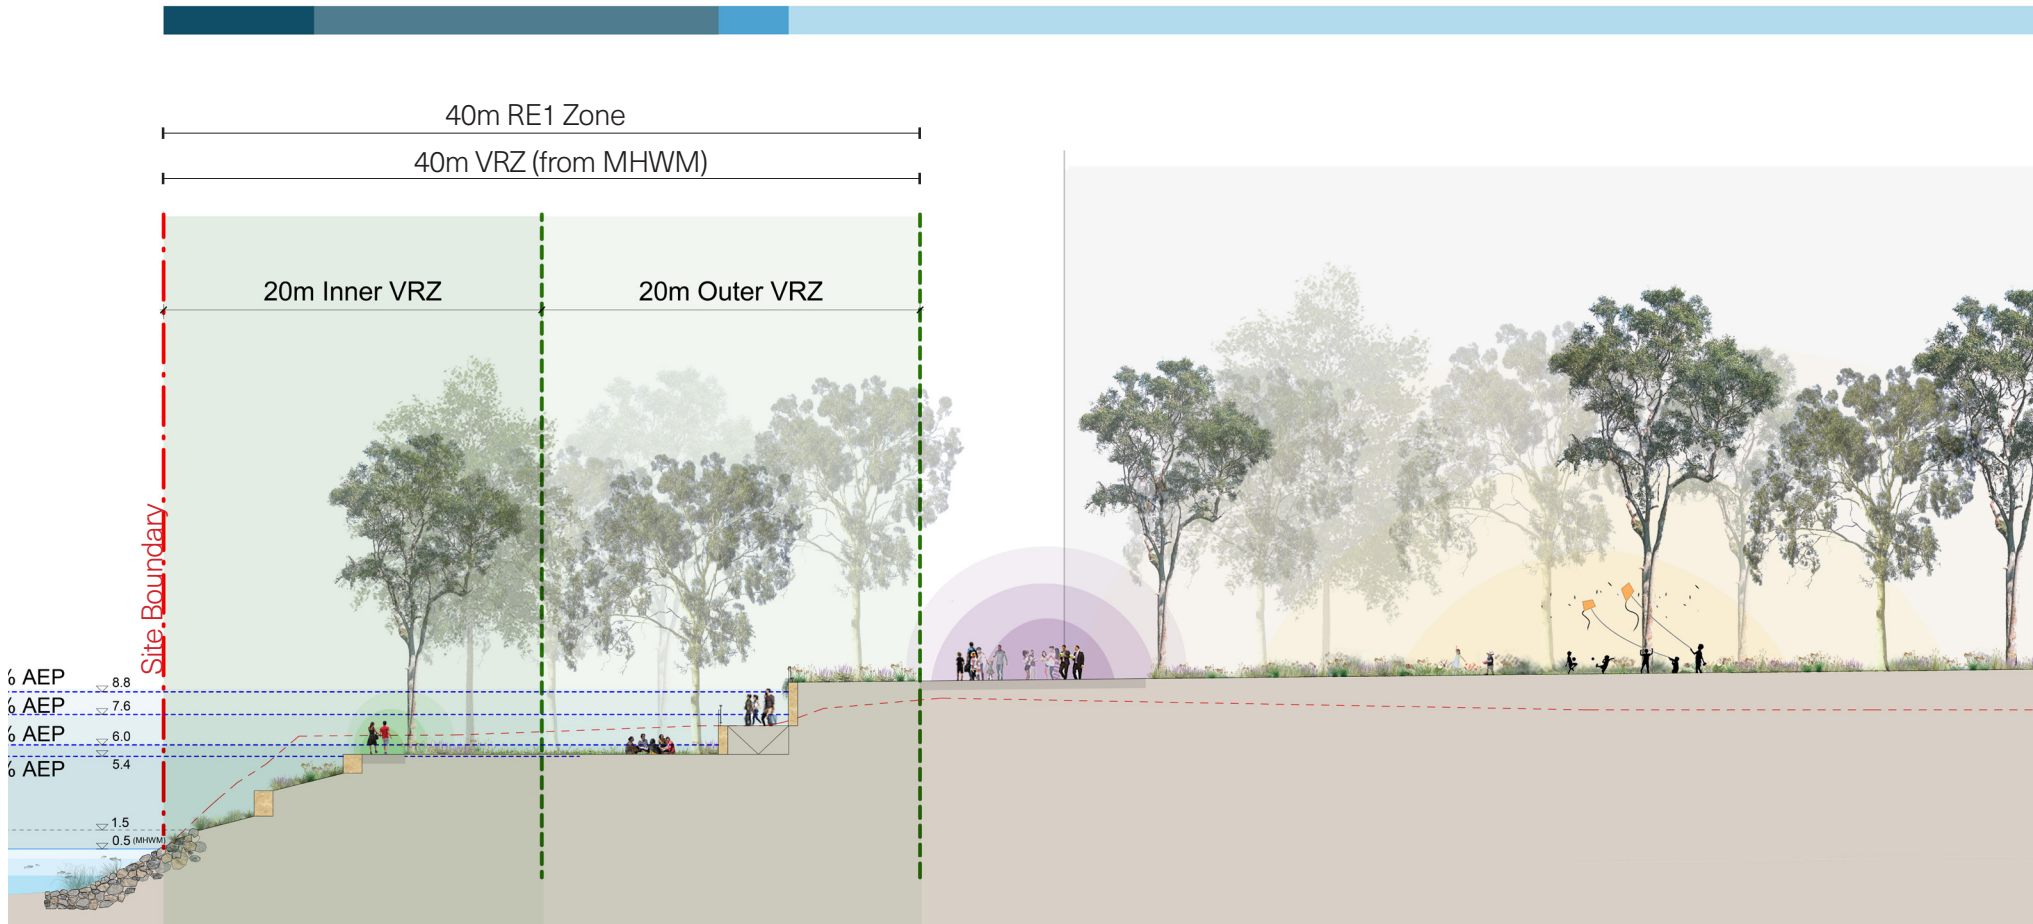 40m RE1 Zone
40m VRZ (from MHWM)
20m Inner VRZ
20m Outer VRZ
Site Boundary
% AEP
8.8
% AEP
7.6
% AEP
6.0
% AEP
5.4
1.5
0.5 (MHWM)